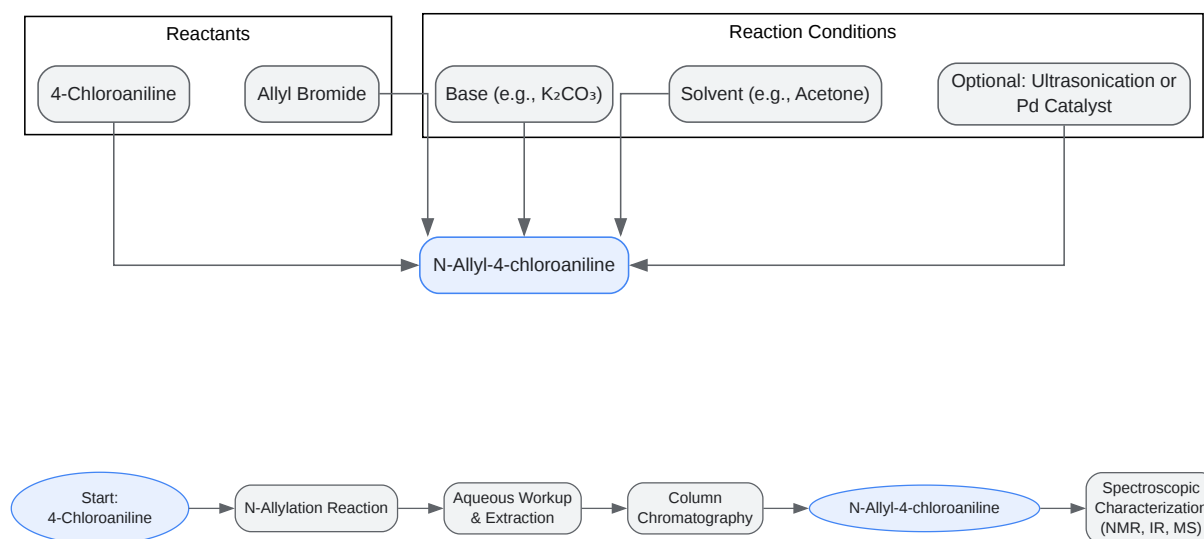 Reactants
Reaction Conditions
4-Chloroaniline
Allyl Bromide
Base (e.g., K₂CO₃)
Solvent (e.g., Acetone)
Optional: Ultrasonication or
Pd Catalyst
N-Allyl-4-chloroaniline
Start:
4-Chloroaniline
N-Allylation Reaction
Aqueous Workup
& Extraction
Column
Chromatography
N-Allyl-4-chloroaniline
Spectroscopic
Characterization
(NMR, IR, MS)